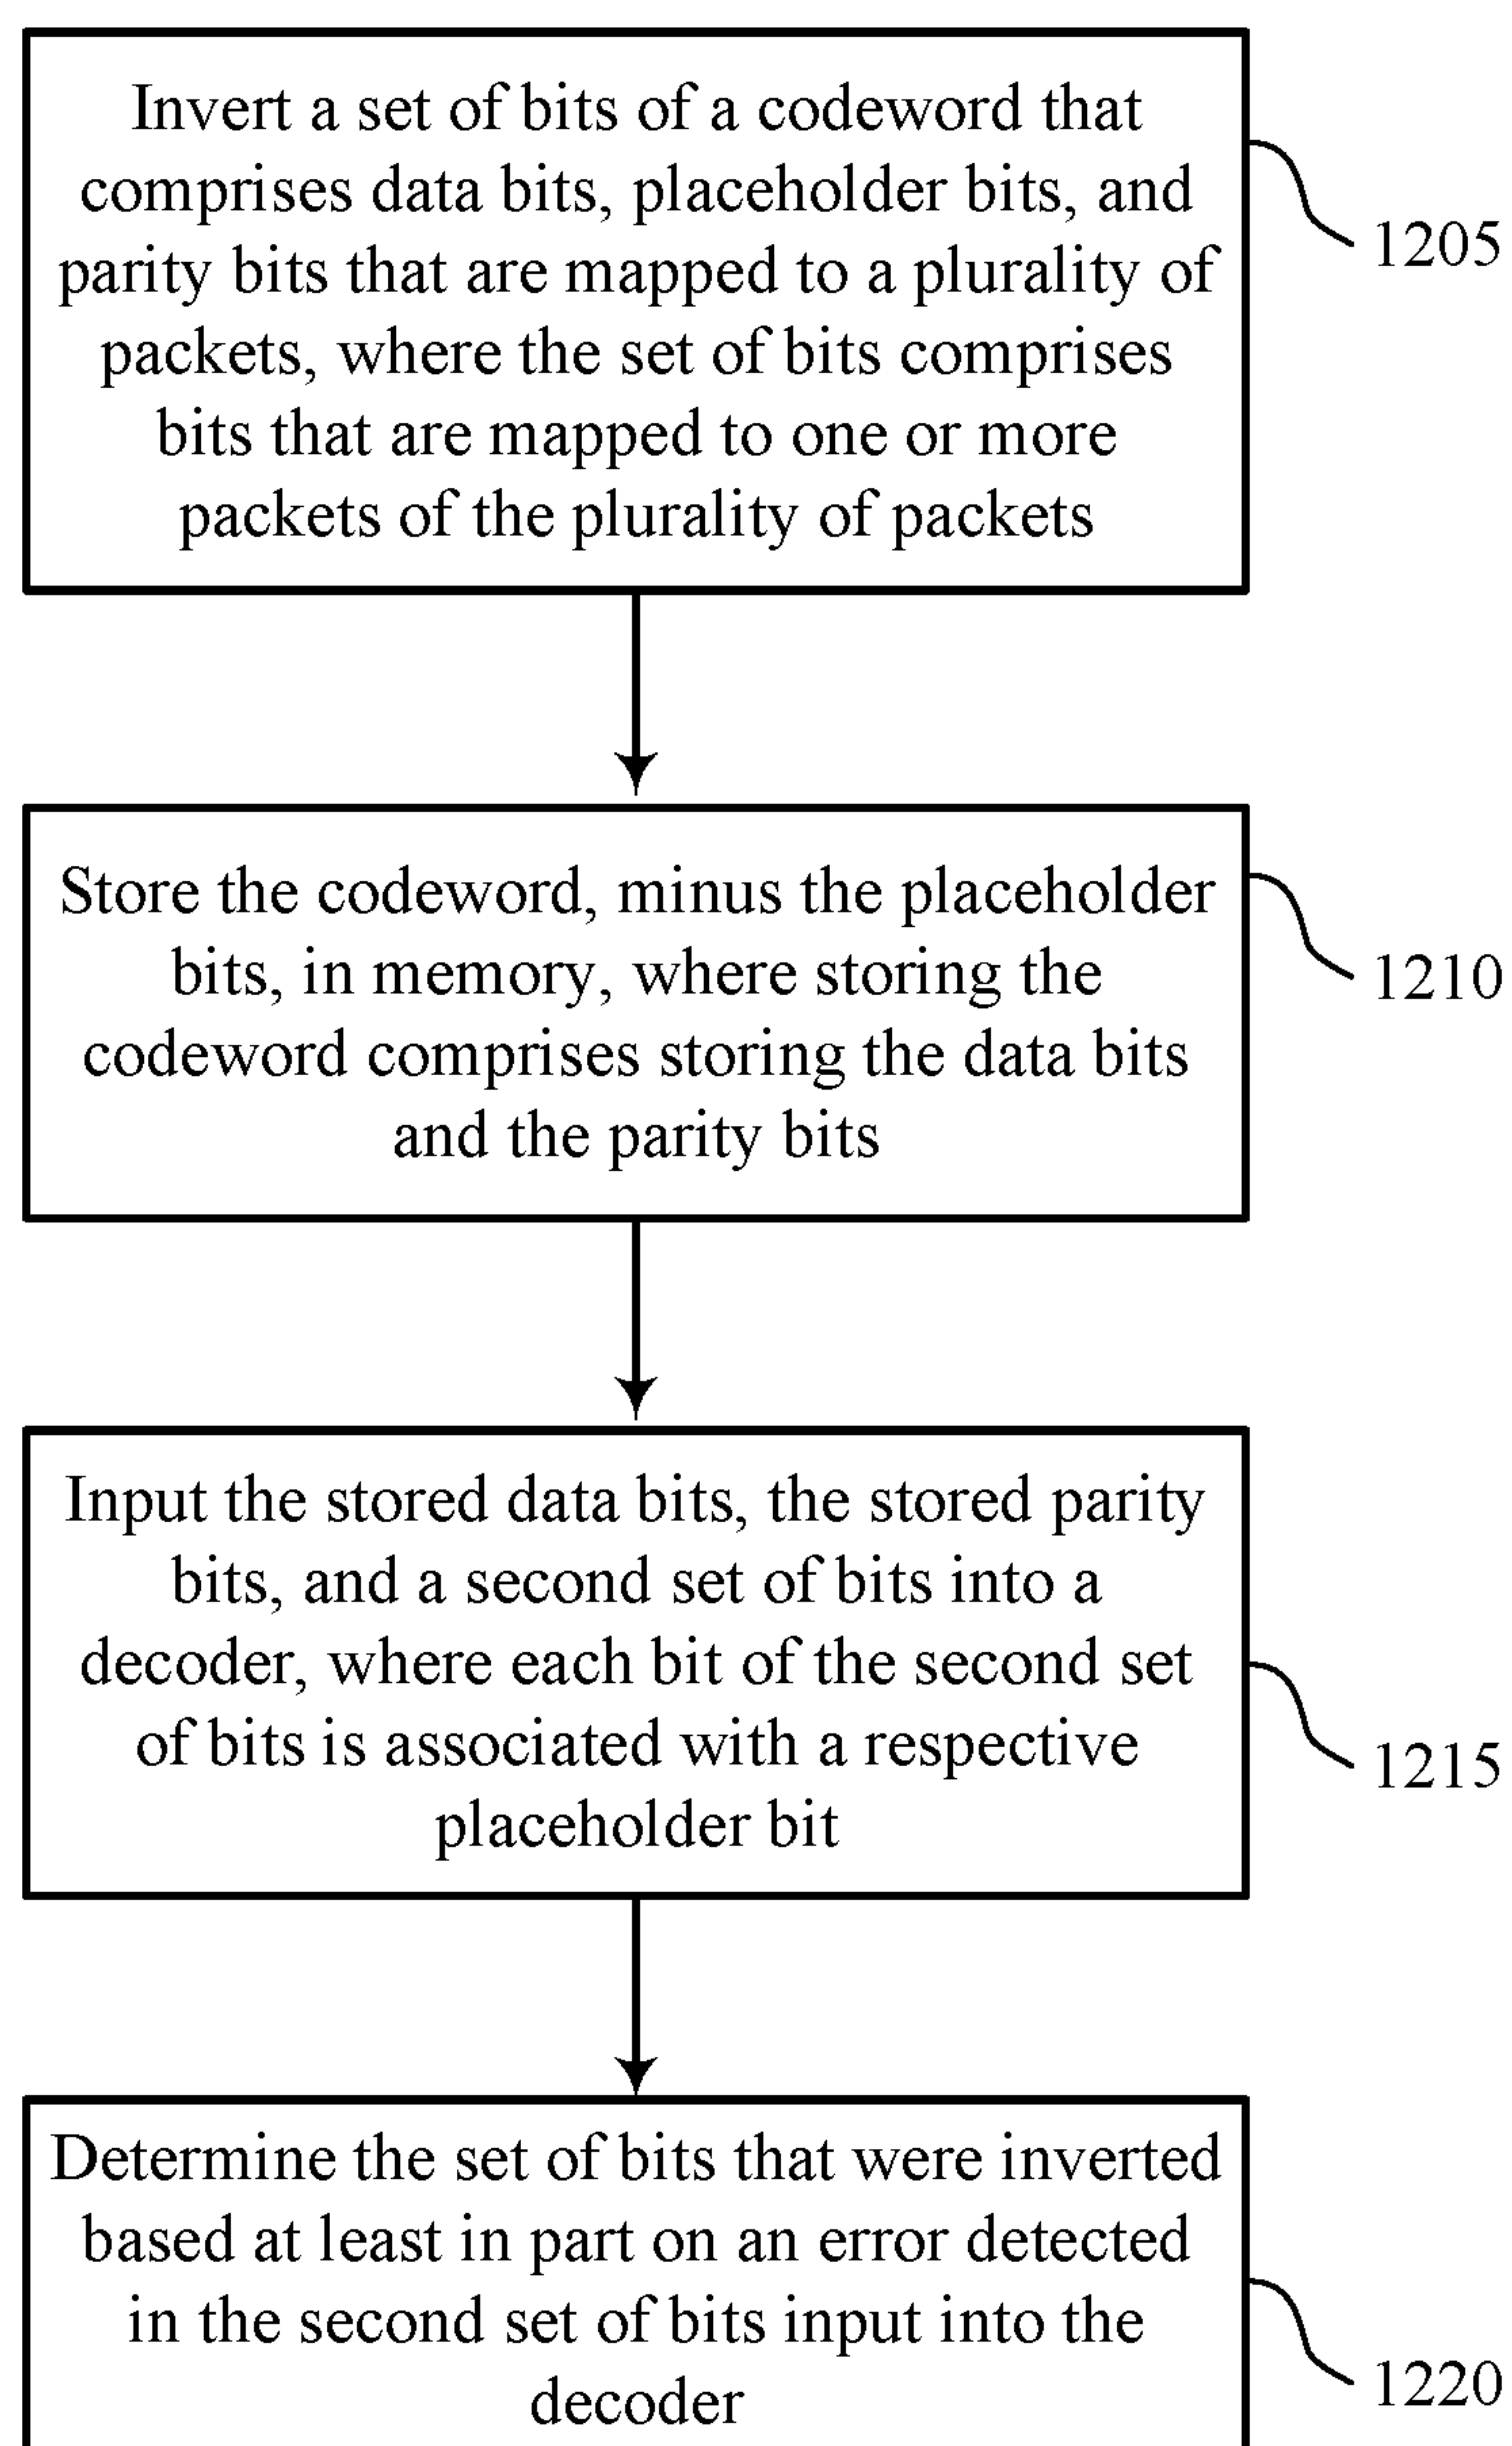 Invert a set of bits of a codeword that
comprises data bits, placeholder bits, and
parity bits that are mapped to a plurality of
packets, where the set of bits comprises
bits that are mapped to one or more
packets of the plurality of packets
1205
Store the codeword, minus the placeholder
bits, in memory, where storing the
codeword comprises storing the data bits
and the parity bits
1210
Input the stored data bits, the stored parity
bits, and a second set of bits into a
decoder, where each bit of the second set
of bits is associated with a respective
placeholder bit
1215
Determine the set of bits that were inverted
based at least in part on an error detected
in the second set of bits input into the
decoder
1220